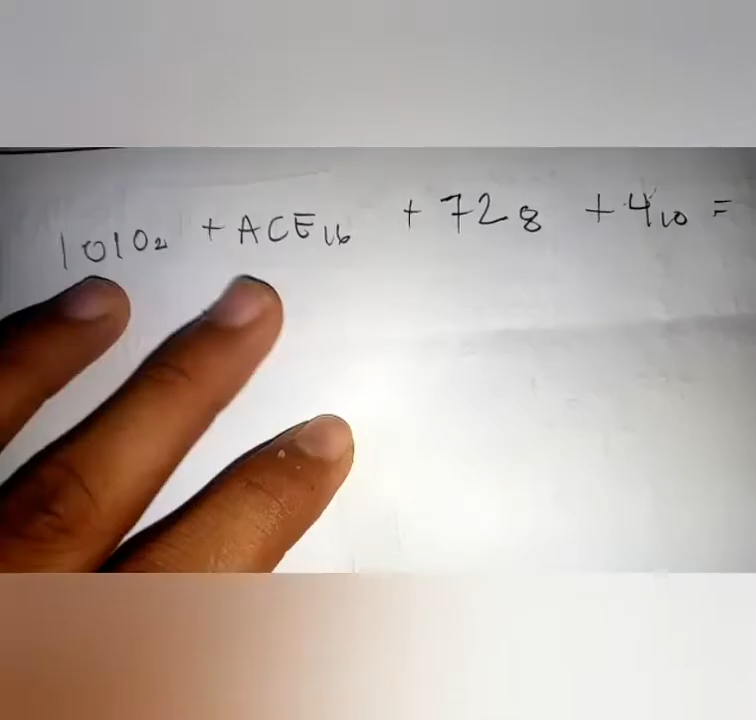 1010₂ + ACE₁₆ + 72₈ + 4₁₀ =